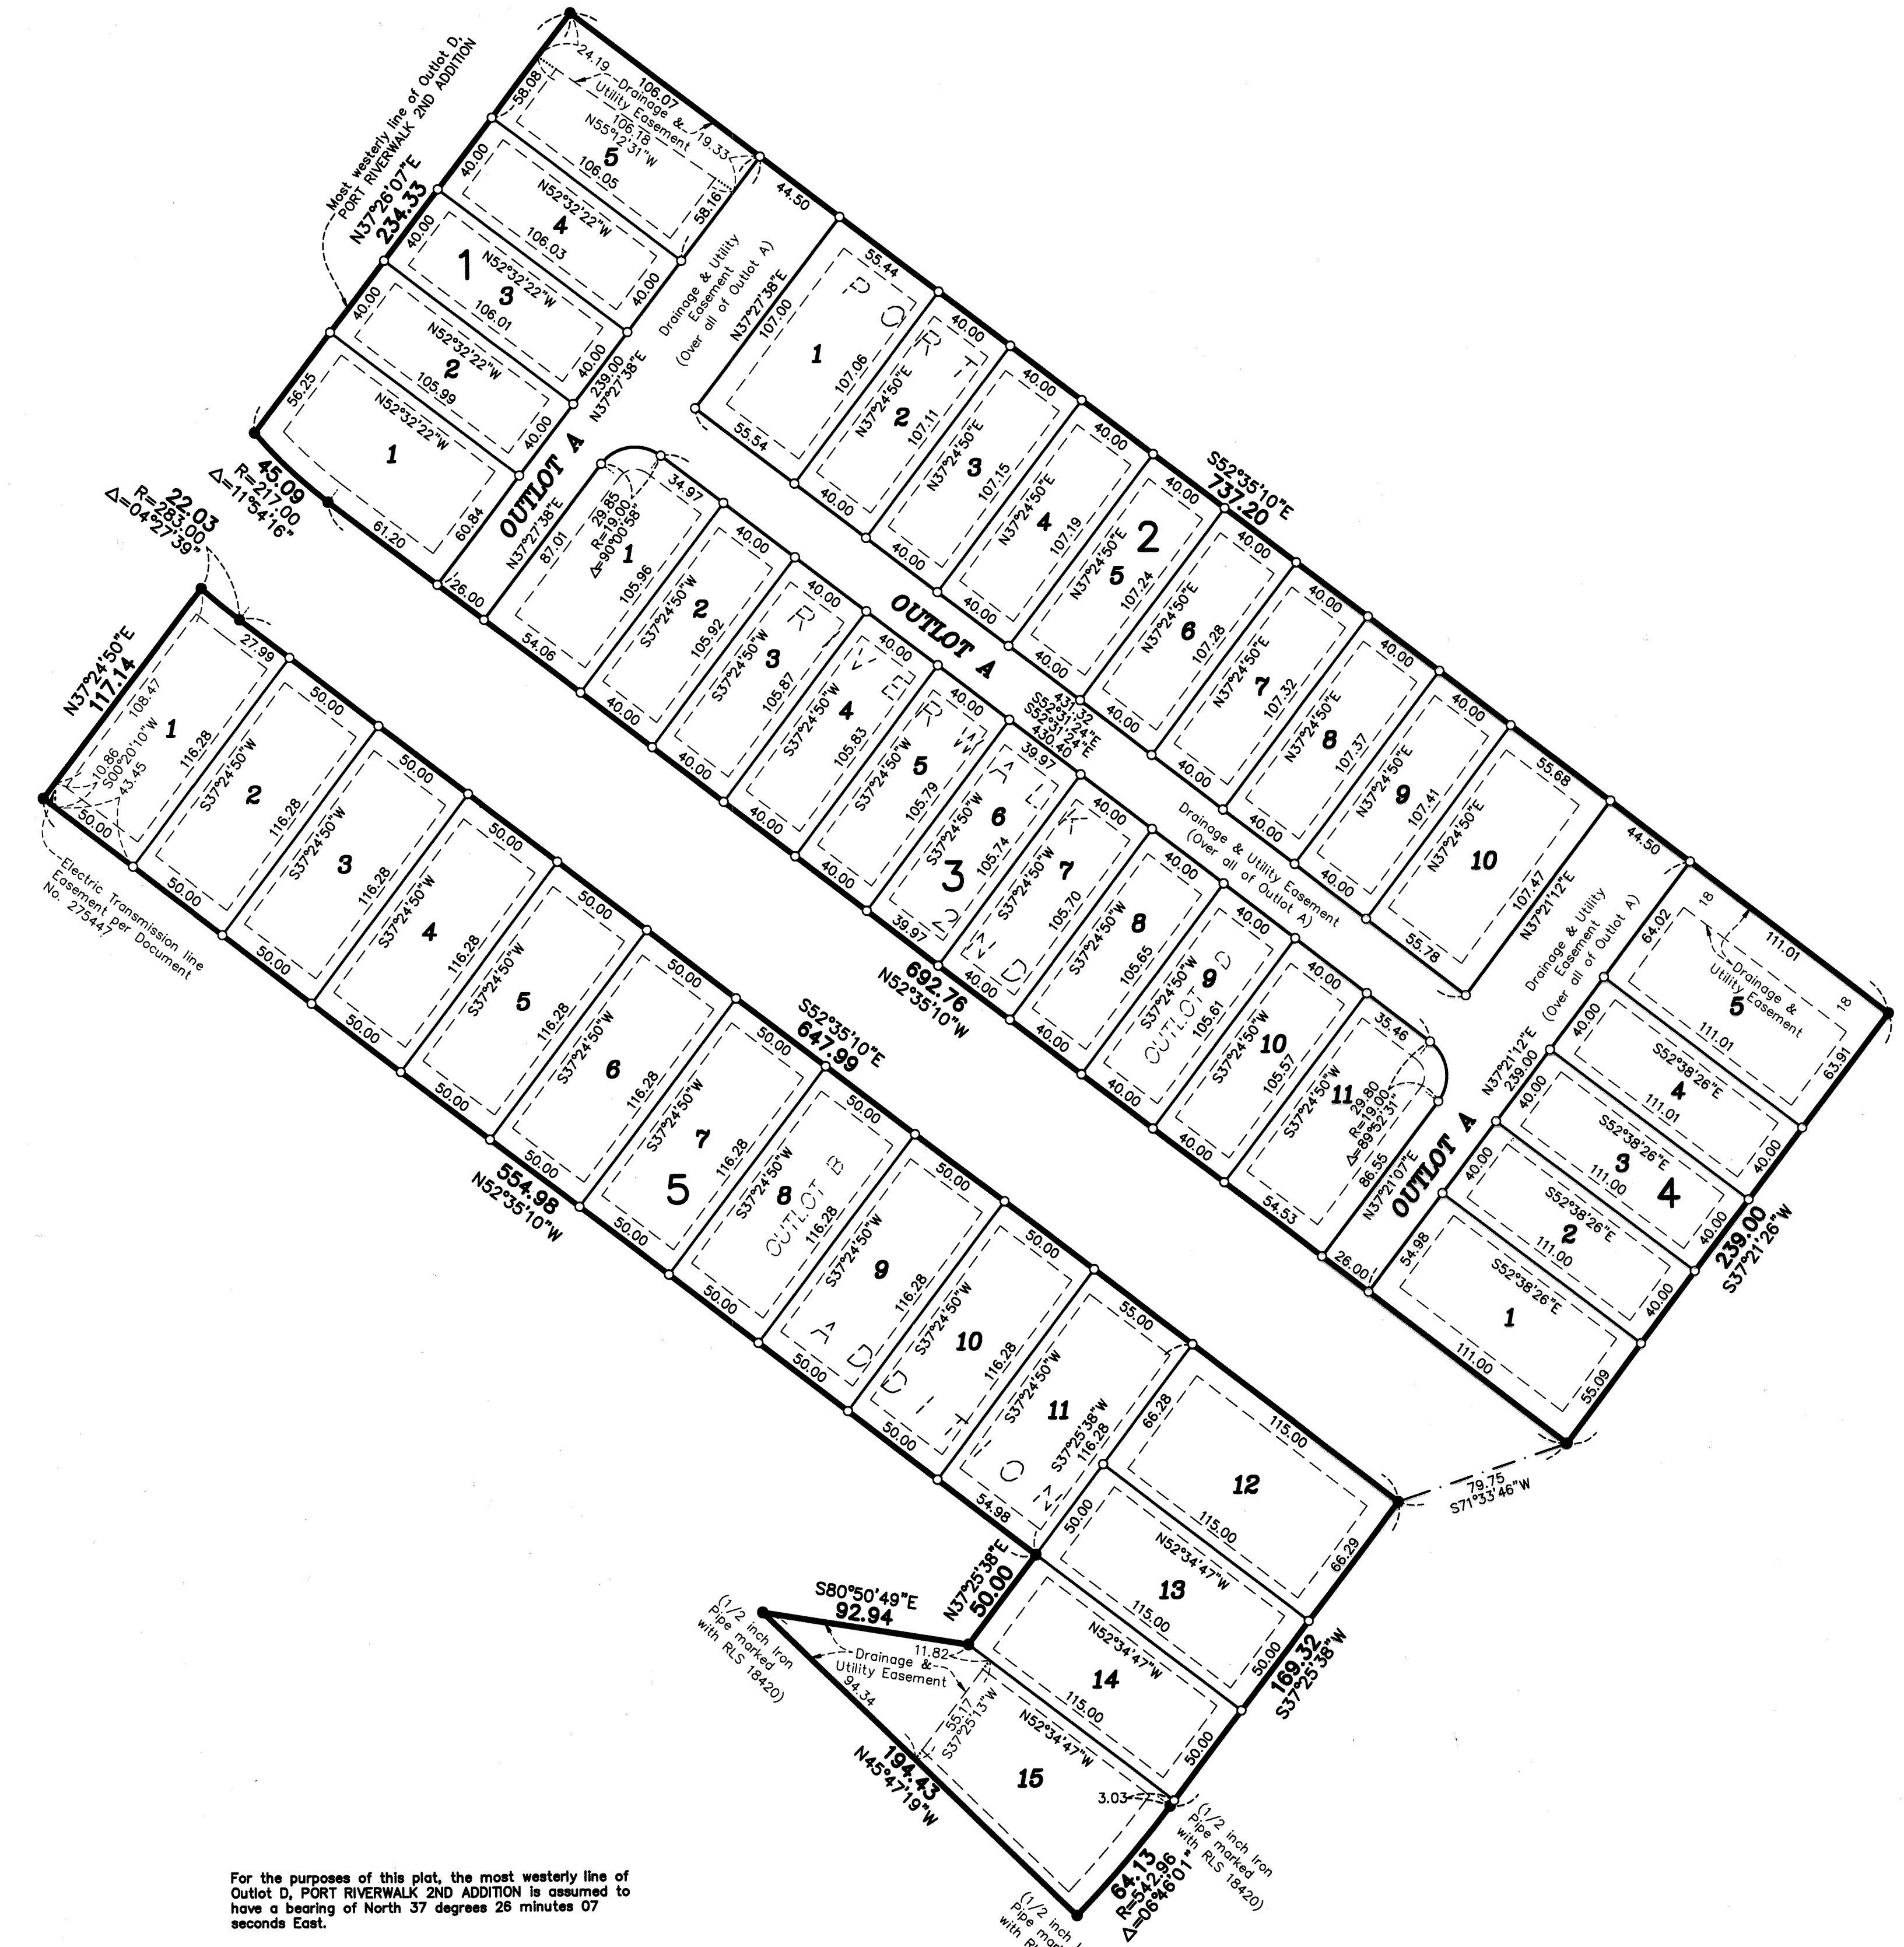 Most westerly line of Outlot D,
PORT RIVERWALK 2ND ADDITION
N37°26'07"E
234.33
58.08
24.19
Drainage &
Utility Easement
106.07
19.33
106.18
N55°12'31"W
5
106.05
58.16
40.00
N52°32'22"W
4
106.03
40.00
40.00
1
N52°32'22"W
3
106.01
40.00
40.00
N52°32'22"W
2
105.99
40.00
56.25
N52°32'22"W
1
60.84
61.20
239.00
N37°27'38"E
45.09
R=217.00
Δ=11°54'16"
22.03
R=283.00
Δ=04°27'39"
OUTLOT A
26.00
Drainage & Utility
Easement
(Over all of Outlot A)
44.50
N37°27'38"E
107.00
55.44
1
107.06
55.54
40.00
N37°24'50"E
2
107.11
40.00
40.00
N37°24'50"E
3
107.15
40.00
40.00
N37°24'50"E
4
107.19
40.00
40.00
N37°24'50"E
2
5
107.24
40.00
S52°35'10"E
737.20
40.00
N37°24'50"E
6
107.28
40.00
40.00
N37°24'50"E
7
107.32
40.00
40.00
N37°24'50"E
8
107.37
40.00
40.00
N37°24'50"E
9
107.41
40.00
55.68
N37°24'50"E
10
107.47
55.78
N37°21'12"E
44.50
PORT
RIVERWALK
2ND
ADDITION
OUTLOT A
431.32
S52°31'24"E
S52°31'24"E
430.40
Drainage & Utility Easement
(Over all of Outlot A)
N37°27'38"E
87.01
29.85
R=19.00
Δ=90°00'58"
1
34.97
105.96
54.06
40.00
S37°24'50"W
2
105.92
40.00
40.00
S37°24'50"W
3
105.87
40.00
40.00
S37°24'50"W
4
105.83
40.00
40.00
S37°24'50"W
5
105.79
40.00
39.97
S37°24'50"W
6
105.74
3
39.97
40.00
S37°24'50"W
7
105.70
40.00
40.00
S37°24'50"W
8
105.65
40.00
40.00
S37°24'50"W
9
105.61
OUTLOT D
40.00
40.00
S37°24'50"W
10
105.57
40.00
35.46
S37°24'50"W
11
29.80
R=19.00
Δ=89°52'31"
86.55
N37°21'07"E
54.53
692.76
N52°35'10"W
OUTLOT A
26.00
Drainage & Utility
Easement
(Over all of Outlot A)
N37°21'12"E
239.00
64.02
18
111.01
18
Drainage &
Utility Easement
5
111.01
63.91
40.00
S52°38'26"E
4
111.01
40.00
40.00
S52°38'26"E
3
111.00
4
40.00
40.00
S52°38'26"E
2
111.00
40.00
54.98
S52°38'26"E
1
111.00
55.09
239.00
S37°21'26"W
79.75
S71°33'46"W
N37°24'50"E
117.14
108.47
27.99
1
116.28
10.86
S00°20'10"W
43.45
50.00
Electric Transmission line
Easement per Document
No. 275447
50.00
S37°24'50"W
2
116.28
50.00
50.00
S37°24'50"W
3
116.28
50.00
50.00
S37°24'50"W
4
116.28
50.00
50.00
S37°24'50"W
5
116.28
50.00
50.00
S37°24'50"W
6
116.28
50.00
S52°35'10"E
647.99
50.00
S37°24'50"W
7
116.28
5
50.00
554.98
N52°35'10"W
50.00
S37°24'50"W
8
OUTLOT B
116.28
50.00
50.00
S37°24'50"W
9
116.28
50.00
50.00
S37°24'50"W
10
116.28
50.00
55.00
S37°24'50"W
11
S37°25'38"W
116.28
54.98
66.28
115.00
12
115.00
66.29
50.00
N52°34'47"W
13
115.00
50.00
N37°25'38"E
50.00
N52°34'47"W
14
115.00
50.00
169.32
S37°25'38"W
S80°50'49"E
92.94
(1/2 inch Iron
Pipe marked
with RLS 18420)
11.82
Drainage &
Utility Easement
94.34
55.17
S37°25'13"W
N52°34'47"W
15
194.43
N45°47'19"W
3.03
(1/2 inch Iron
Pipe marked
with RLS 18420)
64.13
R=542.96
Δ=06°46'01"
(1/2 inch
Pipe mar
with RL
For the purposes of this plat, the most westerly line of
Outlot D, PORT RIVERWALK 2ND ADDITION is assumed to
have a bearing of North 37 degrees 26 minutes 07
seconds East.